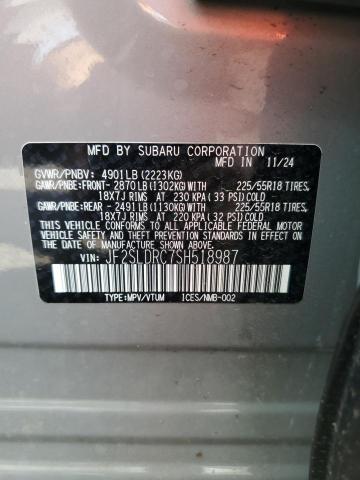 MFD BY SUBARU CORPORATION
MFD IN 11/24
GVWR/PNBV: 4901LB (2223KG)
GAWR/PNBE:FRONT- 2870LB (1302KG) WITH 225/55R18 TIRES,
18X7J RIMS AT 230 KPA ( 33 PSI) COLD
GAWR/PNBE:REAR - 2491LB (1130KG) WITH 225/55R18 TIRES,
18X7J RIMS AT 220 KPA ( 32 PSI) COLD
THIS VEHICLE CONFORMS TO ALL APPLICABLE FEDERAL MOTOR
VEHICLE SAFETY AND BUMPER STANDARDS IN EFFECT ON THE
DATE OF MANUFACTURE SHOWN ABOVE.
VIN: JF2SLDRC7SH518987
TYPE:MPV/VTUM ICES/NMB-002